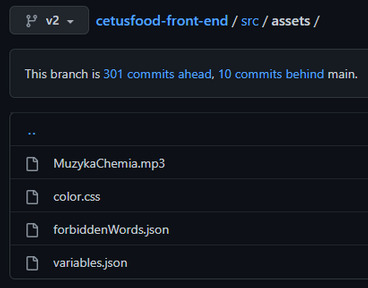 v2 cetusfood-front-end / src / assets /
This branch is 301 commits ahead, 10 commits behind main.
..
MuzykaChemia.mp3
color.css
forbiddenWords.json
variables.json